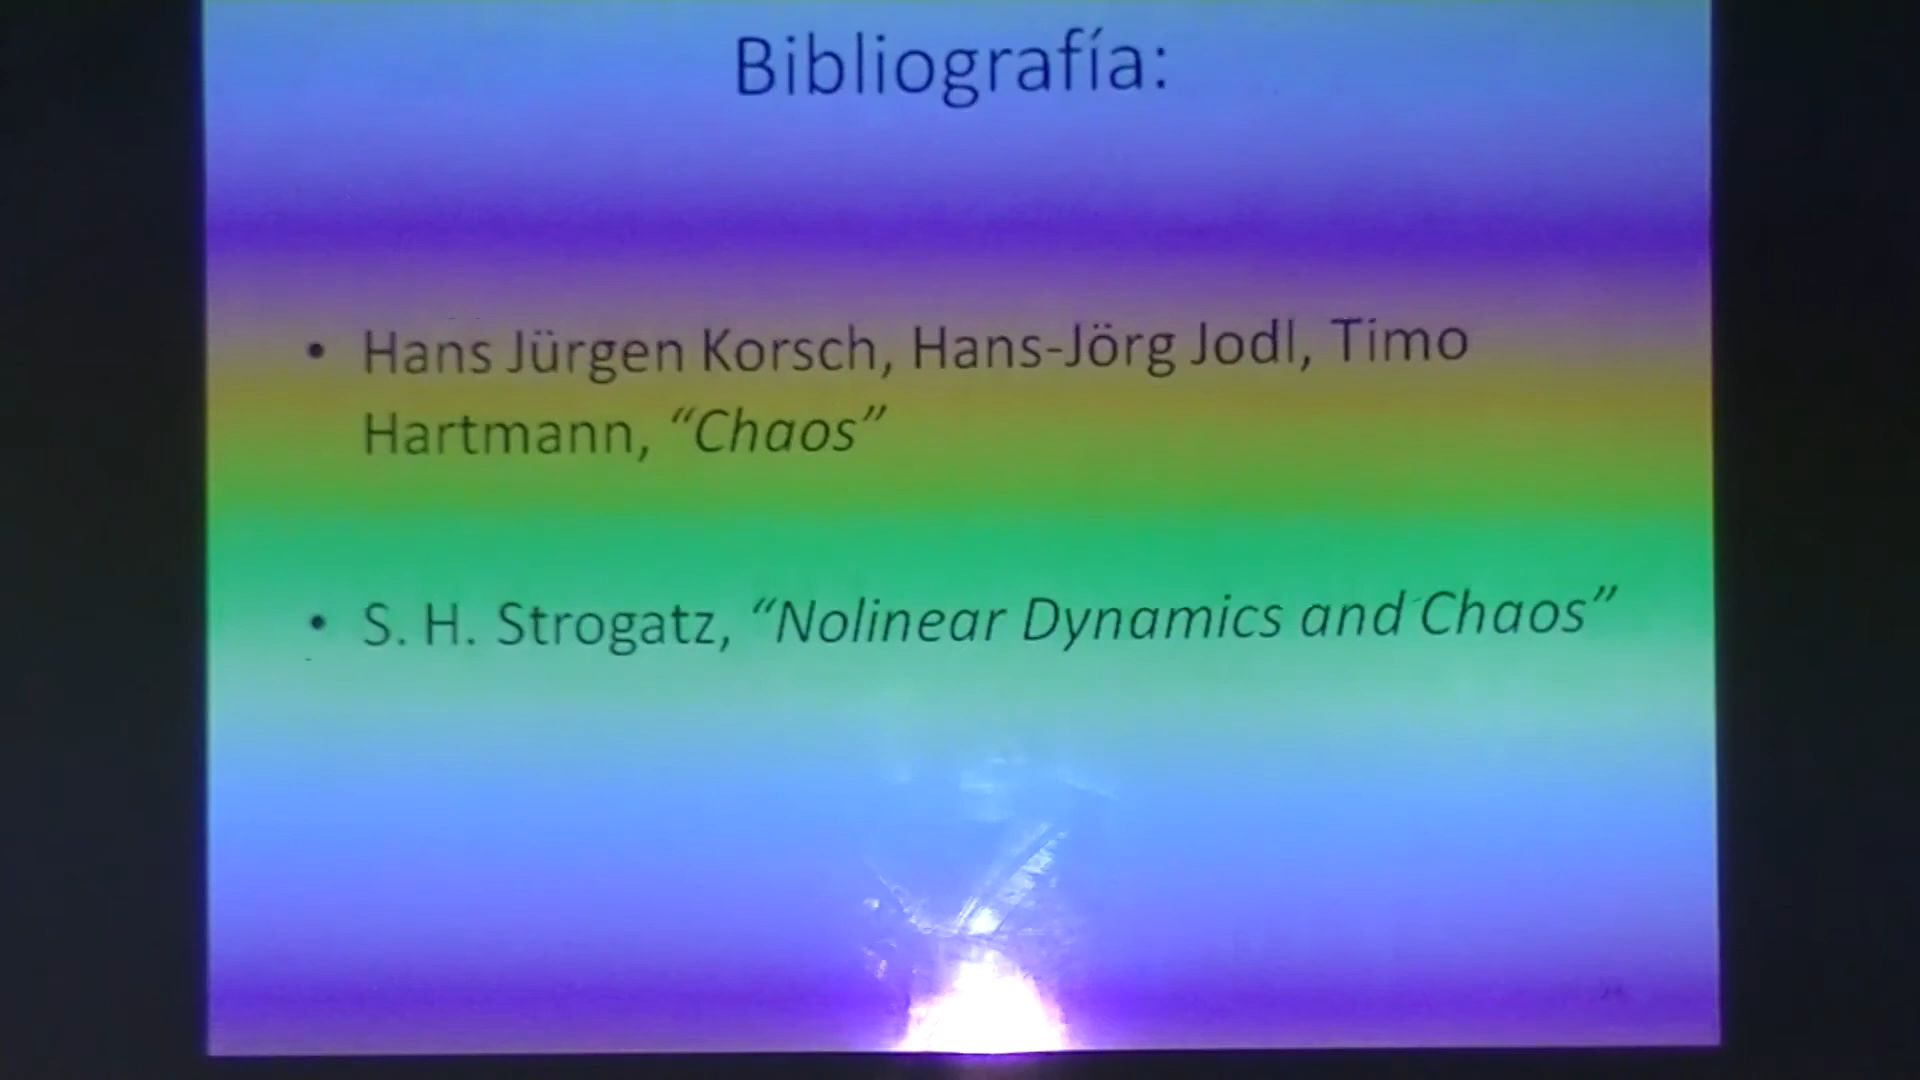 Bibliografía:
• Hans Jürgen Korsch, Hans-Jörg Jodl, Timo
Hartmann, “Chaos”
• S. H. Strogatz, “Nolinear Dynamics and Chaos”